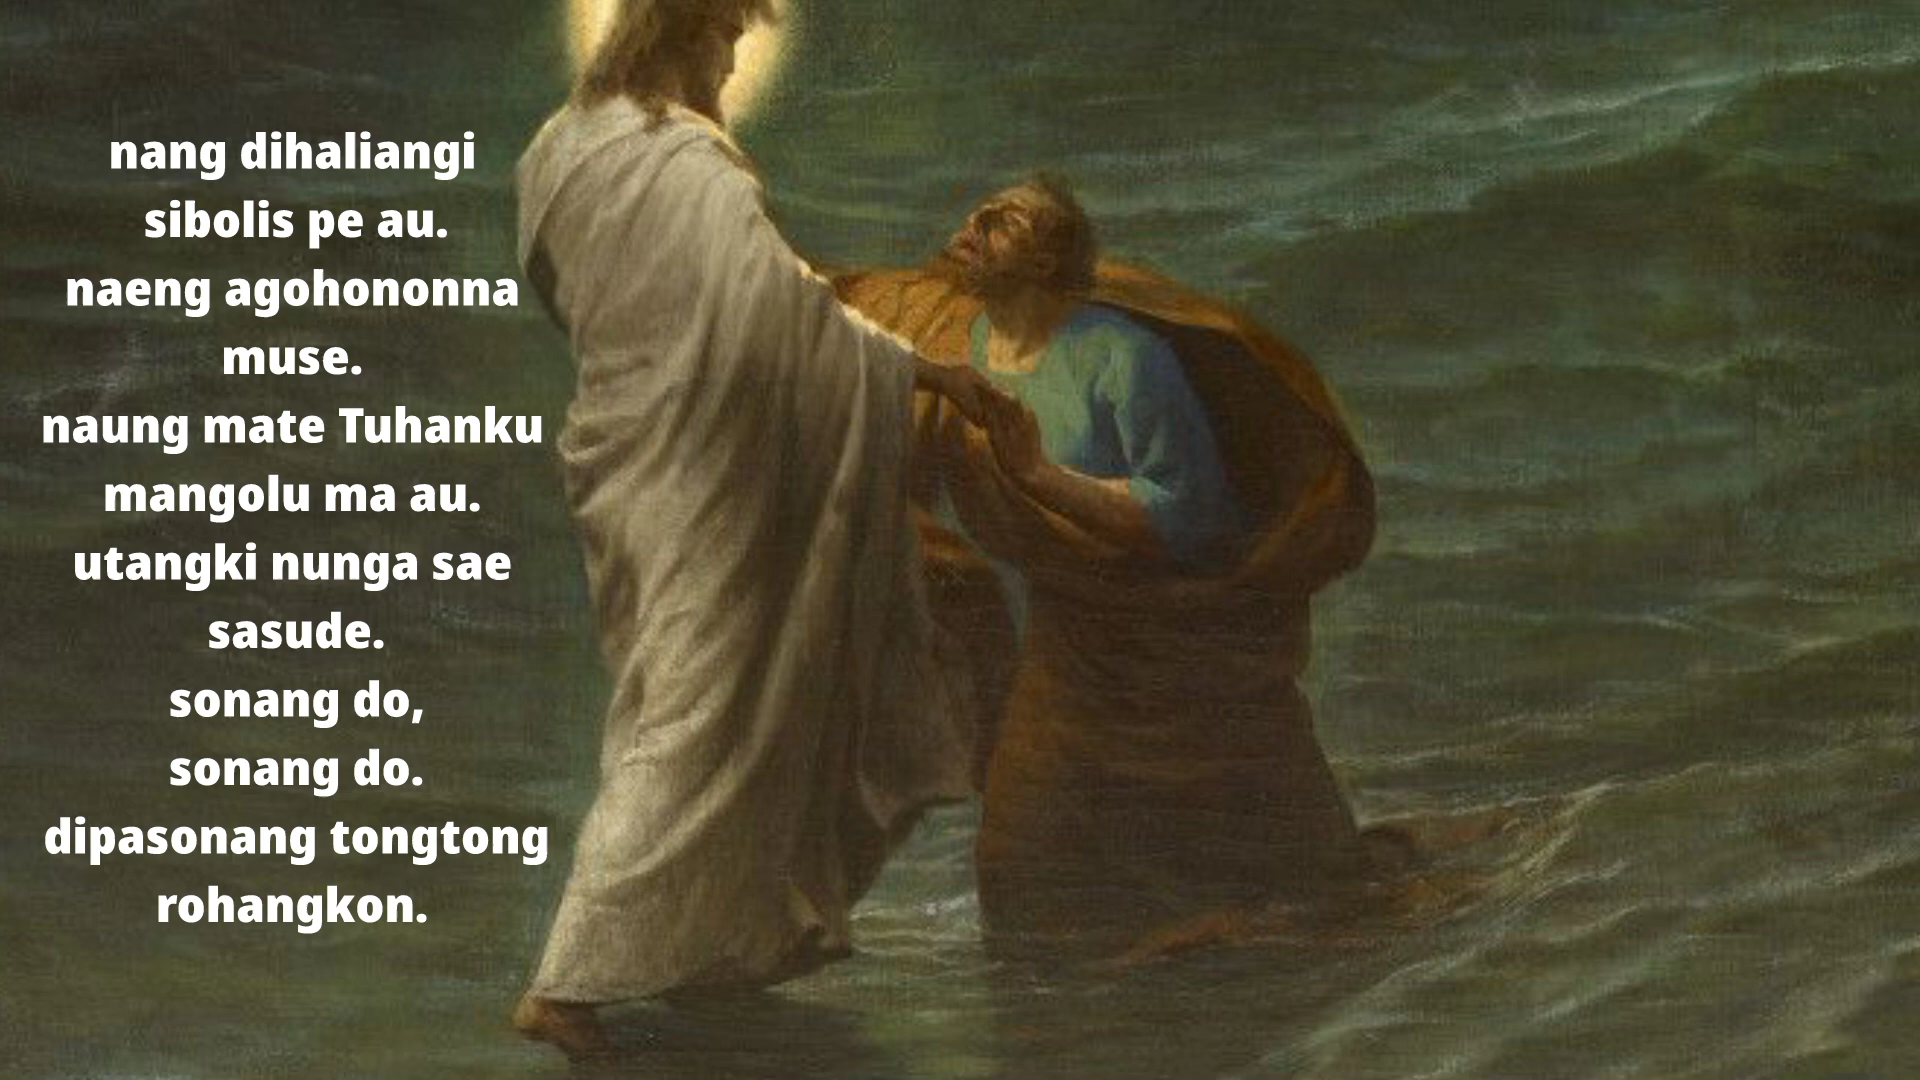 nang dihaliangi
sibolis pe au.
naeng agohononna
muse.
naung mate Tuhanku
mangolu ma au.
utangki nunga sae
sasude.
sonang do,
sonang do.
dipasonang tongtong
rohangkon.